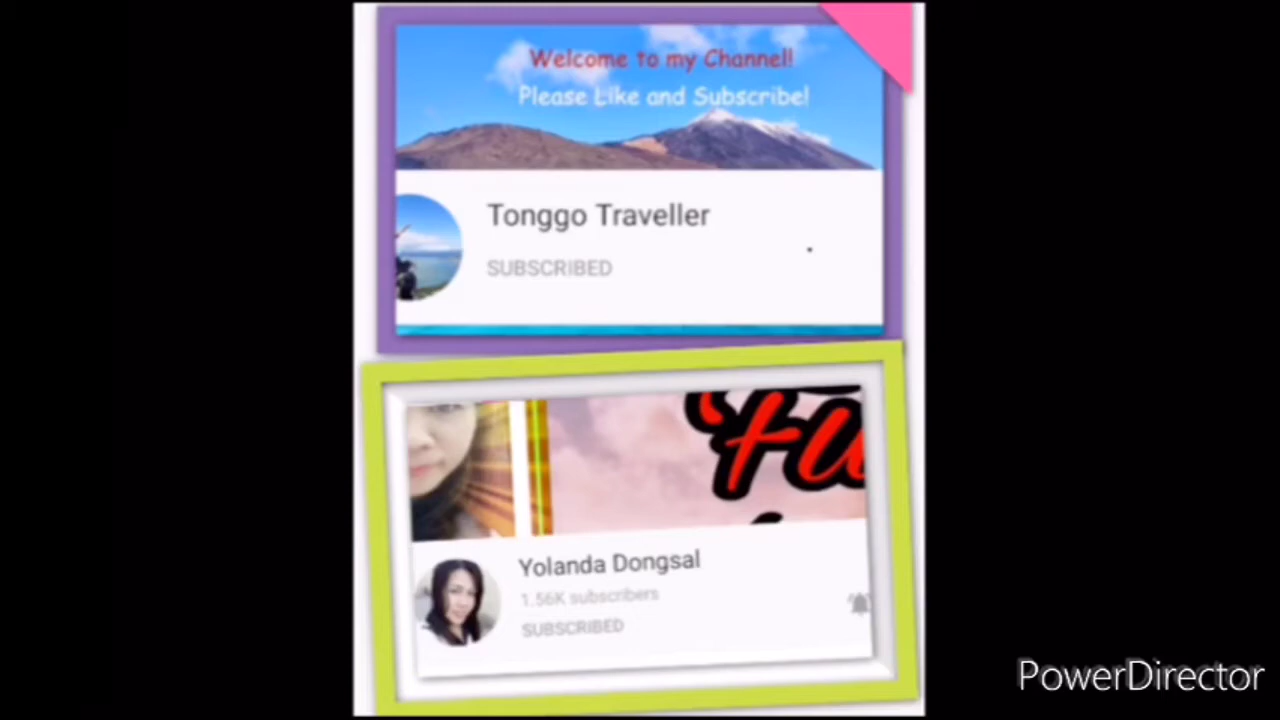 Welcome to my Channel!
Please Like and Subscribe!
Tonggo Traveller
SUBSCRIBED
Yolanda Dongsal
1.56K subscribers
SUBSCRIBED
PowerDirector